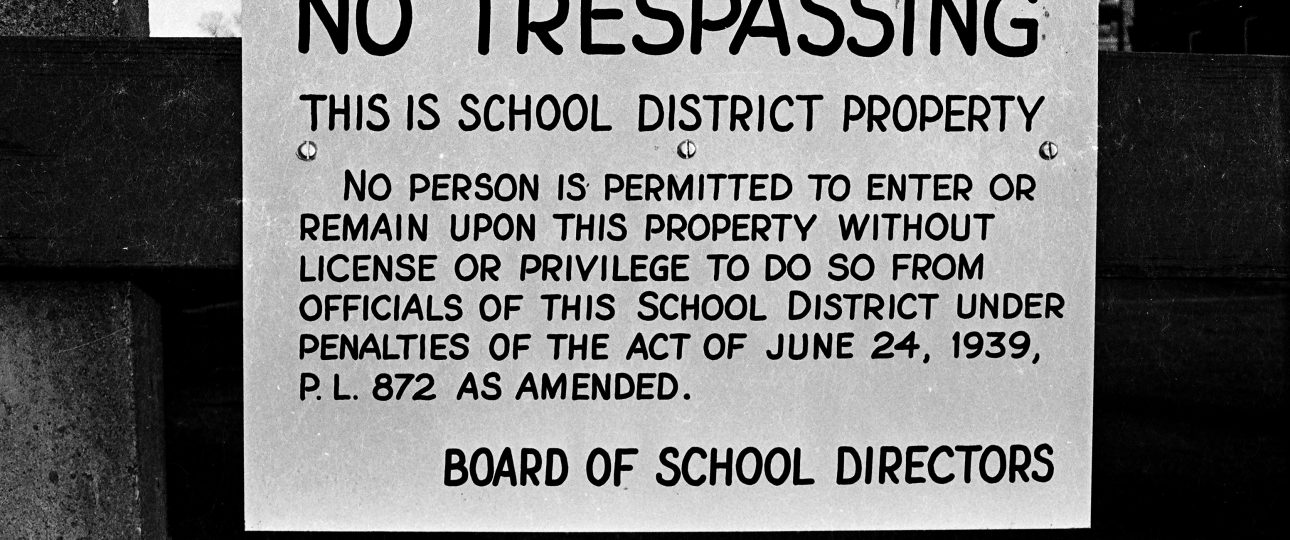 NO TRESPASSING
THIS IS SCHOOL DISTRICT PROPERTY
NO PERSON IS PERMITTED TO ENTER OR
REMAIN UPON THIS PROPERTY WITHOUT
LICENSE OR PRIVILEGE TO DO SO FROM
OFFICIALS OF THIS SCHOOL DISTRICT UNDER
PENALTIES OF THE ACT OF JUNE 24, 1939,
P. L. 872 AS AMENDED.
BOARD OF SCHOOL DIRECTORS